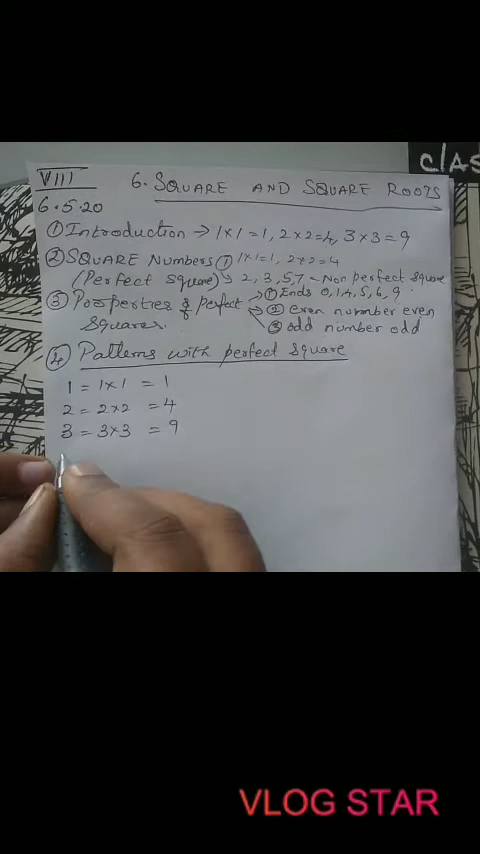 CLAS
VIII
6. SQUARE AND SQUARE ROOTS
6.5.20
① Introduction → 1×1=1, 2×2=4, 3×3=9
② SQUARE NUMBERS ① 1×1=1, 2×2=4
(Perfect square) ↘ 2, 3, 5, 7 - Non perfect square
③ Pooperties of perfect → ① Ends 0,1,4,5,6,9.
→ ② even number even
squares. ③ odd number odd
④ Patterns with perfect square
1 = 1×1 = 1
2 = 2×2 = 4
3 = 3×3 = 9
VLOG STAR